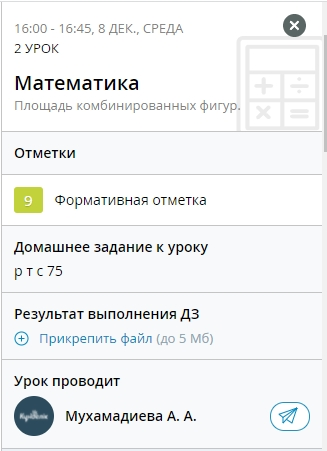 16:00 - 16:45, 8 ДЕК., СРЕДА
2 УРОК
Математика
Площадь комбинированных фигур.
Отметки
9 Формативная отметка
Домашнее задание к уроку
р т с 75
Результат выполнения ДЗ
Прикрепить файл (до 5 Мб)
Урок проводит
Мухамадиева А. А.